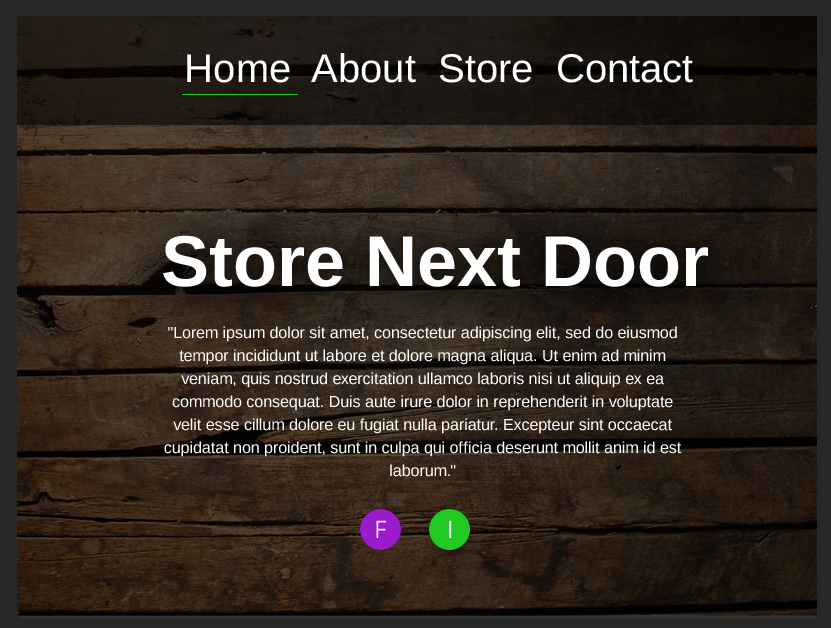 Home About Store Contact
Store Next Door
"Lorem ipsum dolor sit amet, consectetur adipiscing elit, sed do eiusmod
tempor incididunt ut labore et dolore magna aliqua. Ut enim ad minim
veniam, quis nostrud exercitation ullamco laboris nisi ut aliquip ex ea
commodo consequat. Duis aute irure dolor in reprehenderit in voluptate
velit esse cillum dolore eu fugiat nulla pariatur. Excepteur sint occaecat
cupidatat non proident, sunt in culpa qui officia deserunt mollit anim id est
laborum."
F I